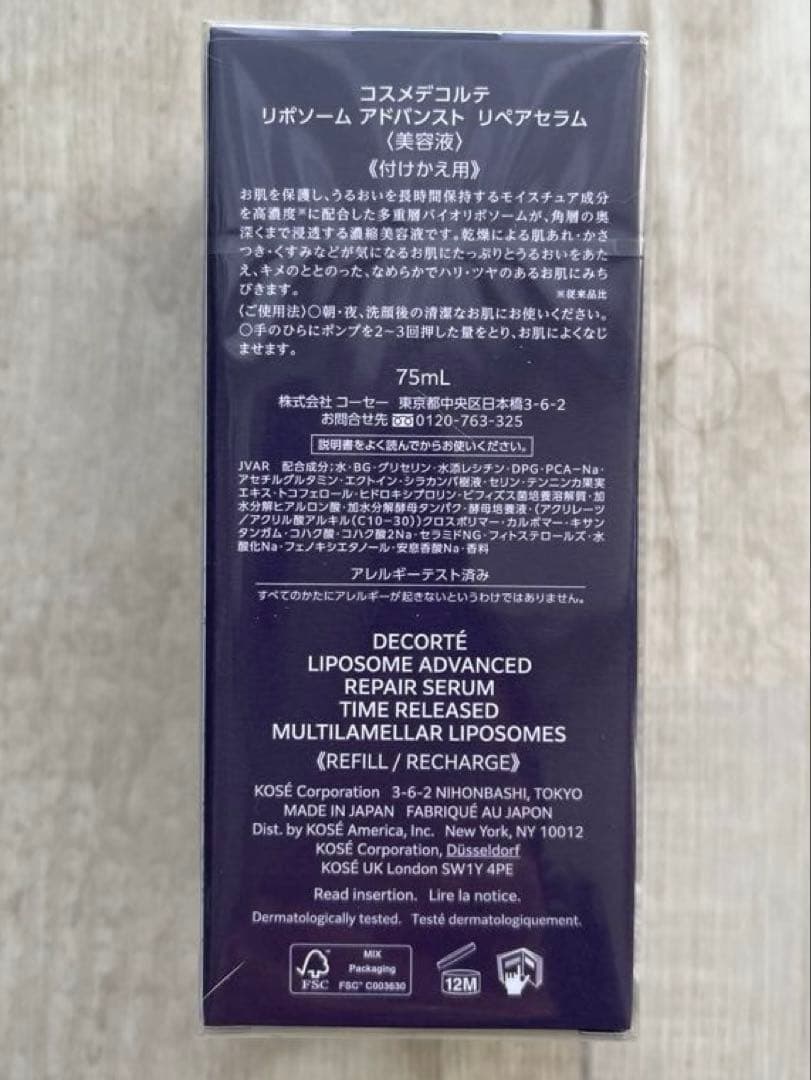 コスメデコルテ
リポソーム アドバンスト リペアセラム
〈美容液〉
《付けかえ用》
お肌を保護し、うるおいを長時間保持するモイスチュア成分
を高濃度※に配合した多重層バイオリポソームが、角層の奥
深くまで浸透する濃縮美容液です。乾燥による肌あれ・かさ
つき・くすみなどが気になるお肌にたっぷりとうるおいをあた
え、キメのととのった、なめらかでハリ・ツヤのあるお肌にみち
びきます。 ※従来品比
〈ご使用法〉○朝・夜、洗顔後の清潔なお肌にお使いください。
○手のひらにポンプを2~3回押した量をとり、お肌によくなじ
ませます。
75mL
株式会社 コーセー 東京都中央区日本橋3-6-2
お問合せ先 0120-763-325
説明書をよく読んでからお使いください。
JVAR 配合成分;水・BG・グリセリン・水添レシチン・DPG・PCA-Na・
アセチルグルタミン・エクトイン・シラカンバ樹液・セリン・テンニンカ果実
エキス・トコフェロール・ヒドロキシプロリン・ビフィズス菌培養溶解質・加
水分解ヒアルロン酸・加水分解酵母タンパク・酵母培養液・(アクリレーツ
/アクリル酸アルキル(C10-30))クロスポリマー・カルボマー・キサン
タンガム・コハク酸・コハク酸2Na・セラミドNG・フィトステロールズ・水
酸化Na・フェノキシエタノール・安息香酸Na・香料
アレルギーテスト済み
すべてのかたにアレルギーが起きないというわけではありません。
DECORTÉ
LIPOSOME ADVANCED
REPAIR SERUM
TIME RELEASED
MULTILAMELLAR LIPOSOMES
《REFILL / RECHARGE》
KOSÉ Corporation 3-6-2 NIHONBASHI, TOKYO
MADE IN JAPAN FABRIQUÉ AU JAPON
Dist. by KOSÉ America, Inc. New York, NY 10012
KOSÉ Corporation, Düsseldorf
KOSÉ UK London SW1Y 4PE
Read insertion. Lire la notice.
Dermatologically tested. Testé dermatologiquement.
FSC
MIX
Packaging
FSC® C003630
12M